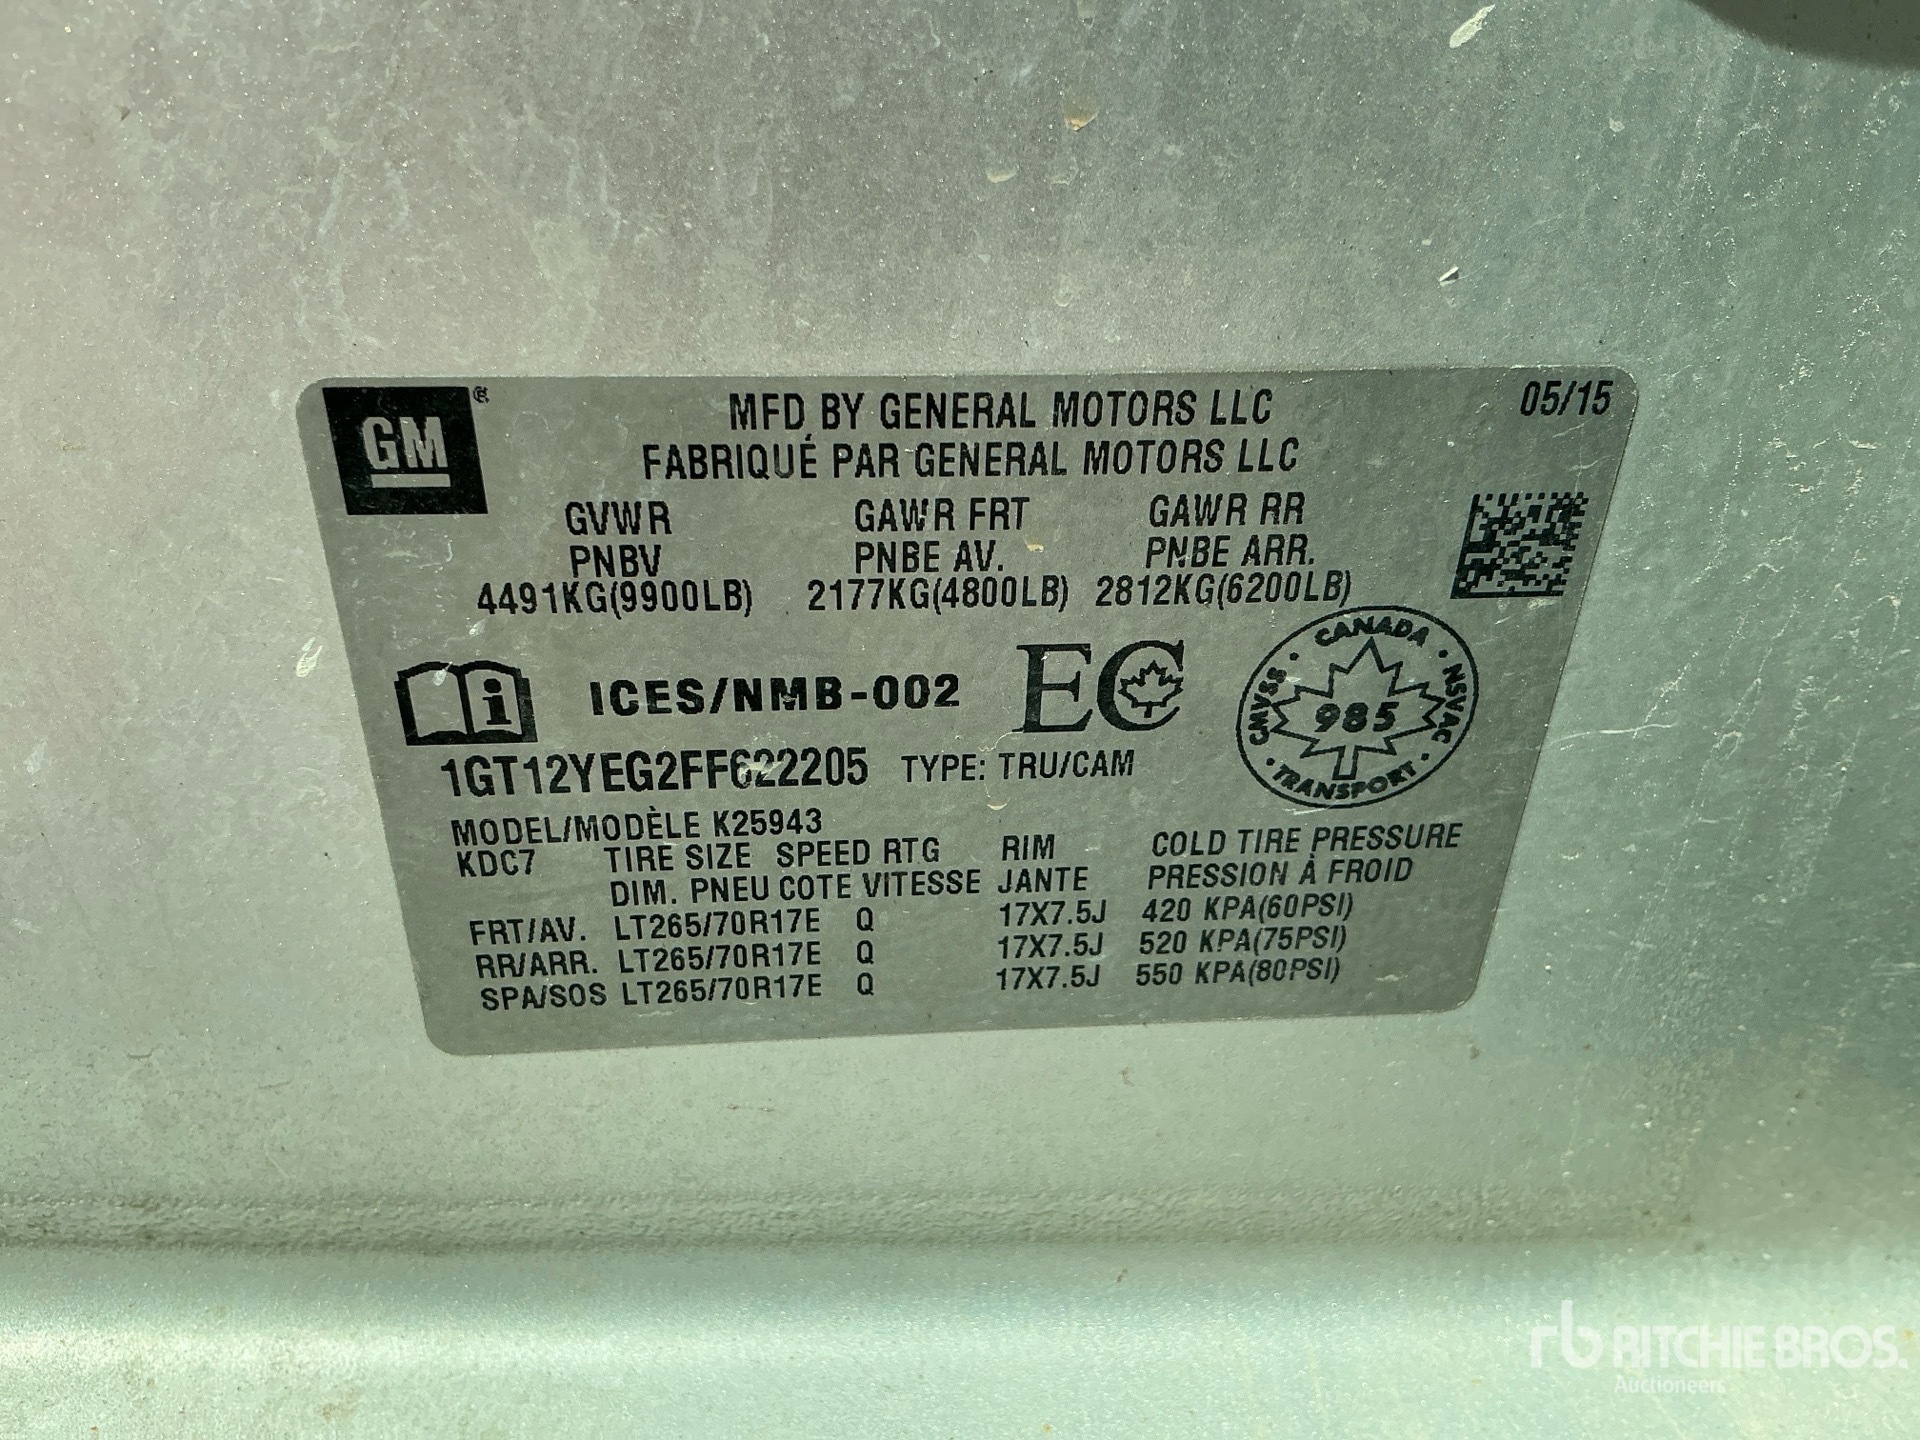 GM ®
MFD BY GENERAL MOTORS LLC 05/15
FABRIQUÉ PAR GENERAL MOTORS LLC
GVWR GAWR FRT GAWR RR
PNBV PNBE AV. PNBE ARR.
4491KG(9900LB) 2177KG(4800LB) 2812KG(6200LB)
ICES/NMB-002 EC
CANADA
CMVSS · 985 · NSVAC
TRANSPORT
1GT12YEG2FF622205 TYPE: TRU/CAM
MODEL/MODÈLE K25943
KDC7 TIRE SIZE SPEED RTG RIM COLD TIRE PRESSURE
DIM. PNEU COTE VITESSE JANTE PRESSION À FROID
FRT/AV. LT265/70R17E Q 17X7.5J 420 KPA(60PSI)
RR/ARR. LT265/70R17E Q 17X7.5J 520 KPA(75PSI)
SPA/SOS LT265/70R17E Q 17X7.5J 550 KPA(80PSI)
rb RITCHIE BROS.
Auctioneers